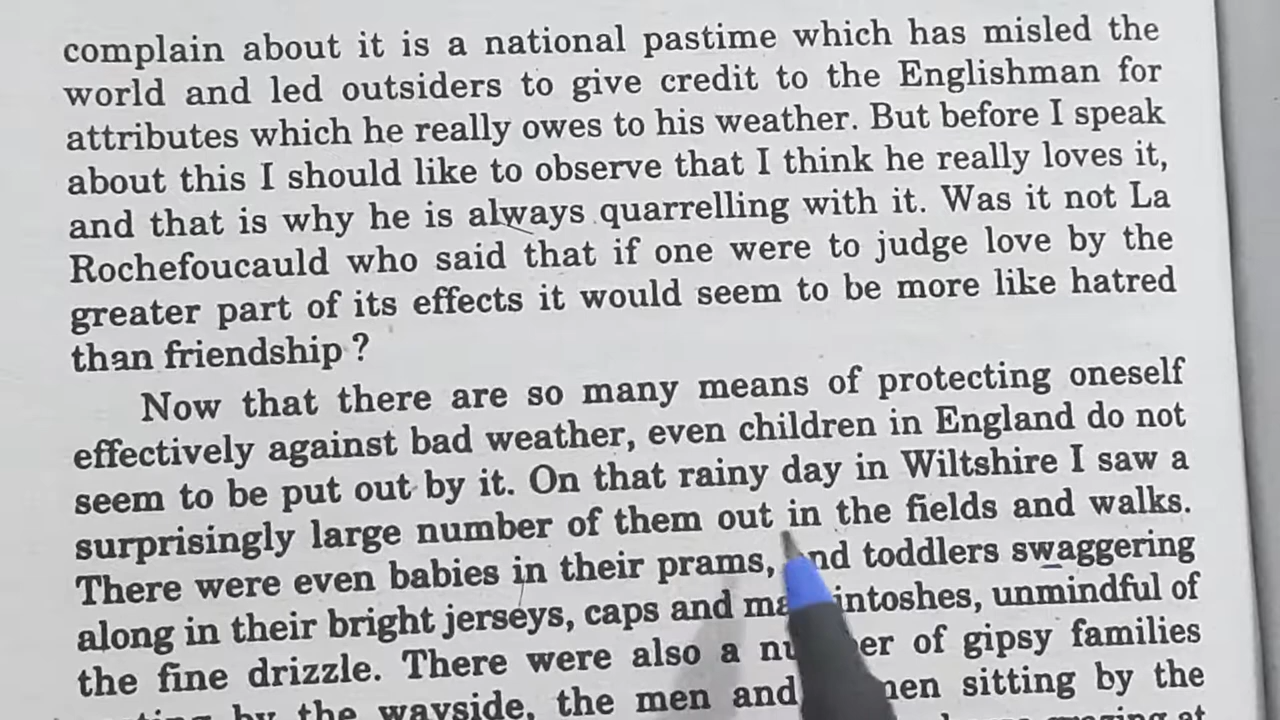 complain about it is a national pastime which has misled the
world and led outsiders to give credit to the Englishman for
attributes which he really owes to his weather. But before I speak
about this I should like to observe that I think he really loves it,
and that is why he is always quarrelling with it. Was it not La
Rochefoucauld who said that if one were to judge love by the
greater part of its effects it would seem to be more like hatred
than friendship ?
Now that there are so many means of protecting oneself
effectively against bad weather, even children in England do not
seem to be put out by it. On that rainy day in Wiltshire I saw a
surprisingly large number of them out in the fields and walks.
There were even babies in their prams, and toddlers swaggering
along in their bright jerseys, caps and mackintoshes, unmindful of
the fine drizzle. There were also a number of gipsy families
by the wayside, the men and women sitting by the